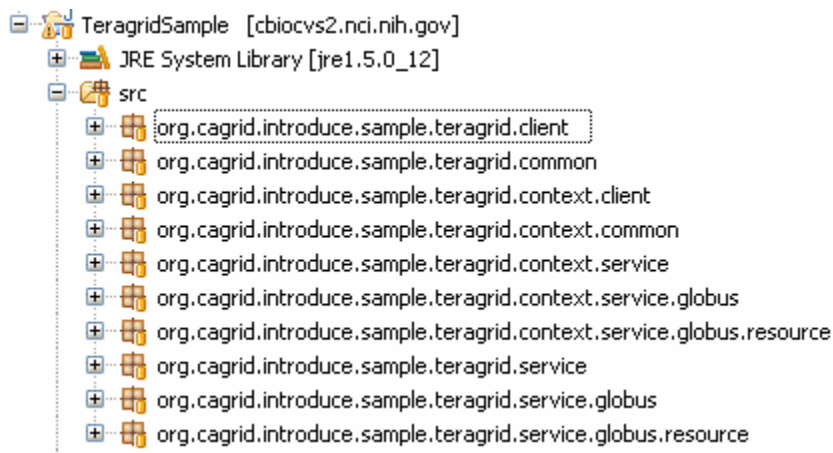 TeragridSample [cbiocvs2.nci.nih.gov]
JRE System Library [jre1.5.0_12]
src
org.cagrid.introduce.sample.teragrid.client
org.cagrid.introduce.sample.teragrid.common
org.cagrid.introduce.sample.teragrid.context.client
org.cagrid.introduce.sample.teragrid.context.common
org.cagrid.introduce.sample.teragrid.context.service
org.cagrid.introduce.sample.teragrid.context.service.globus
org.cagrid.introduce.sample.teragrid.context.service.globus.resource
org.cagrid.introduce.sample.teragrid.service
org.cagrid.introduce.sample.teragrid.service.globus
org.cagrid.introduce.sample.teragrid.service.globus.resource